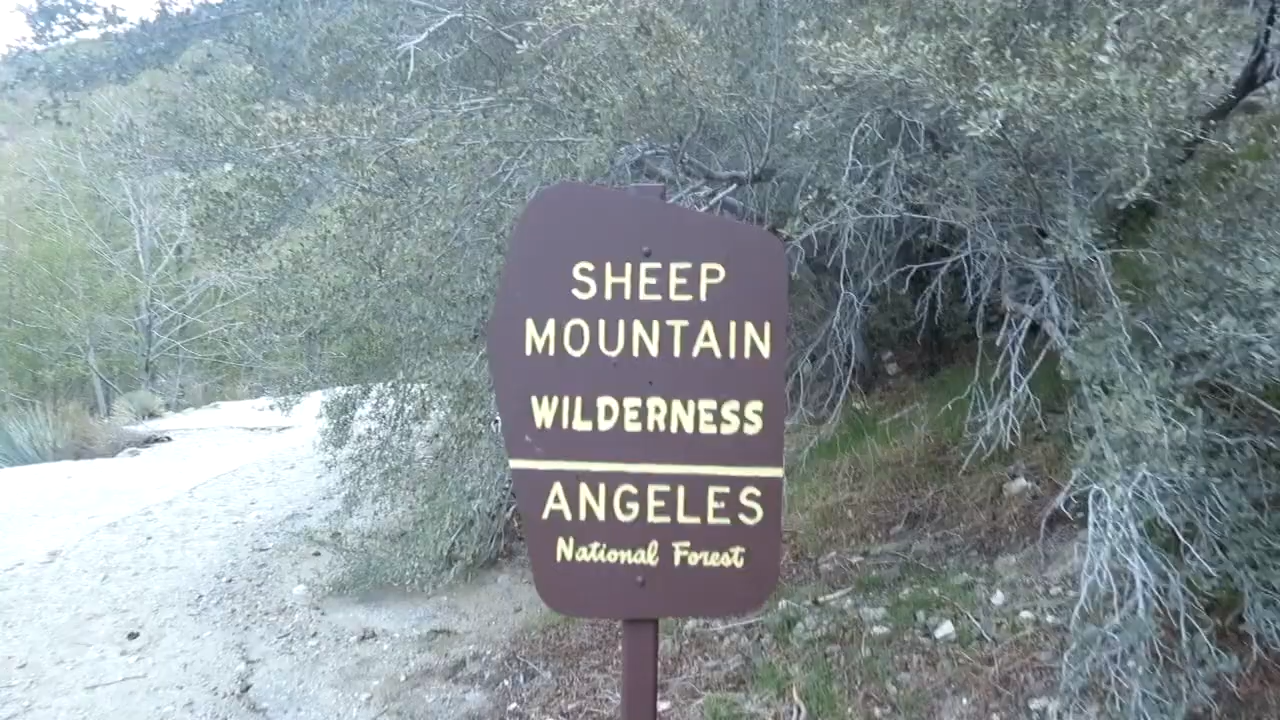 SHEEP
MOUNTAIN
WILDERNESS
ANGELES
National Forest